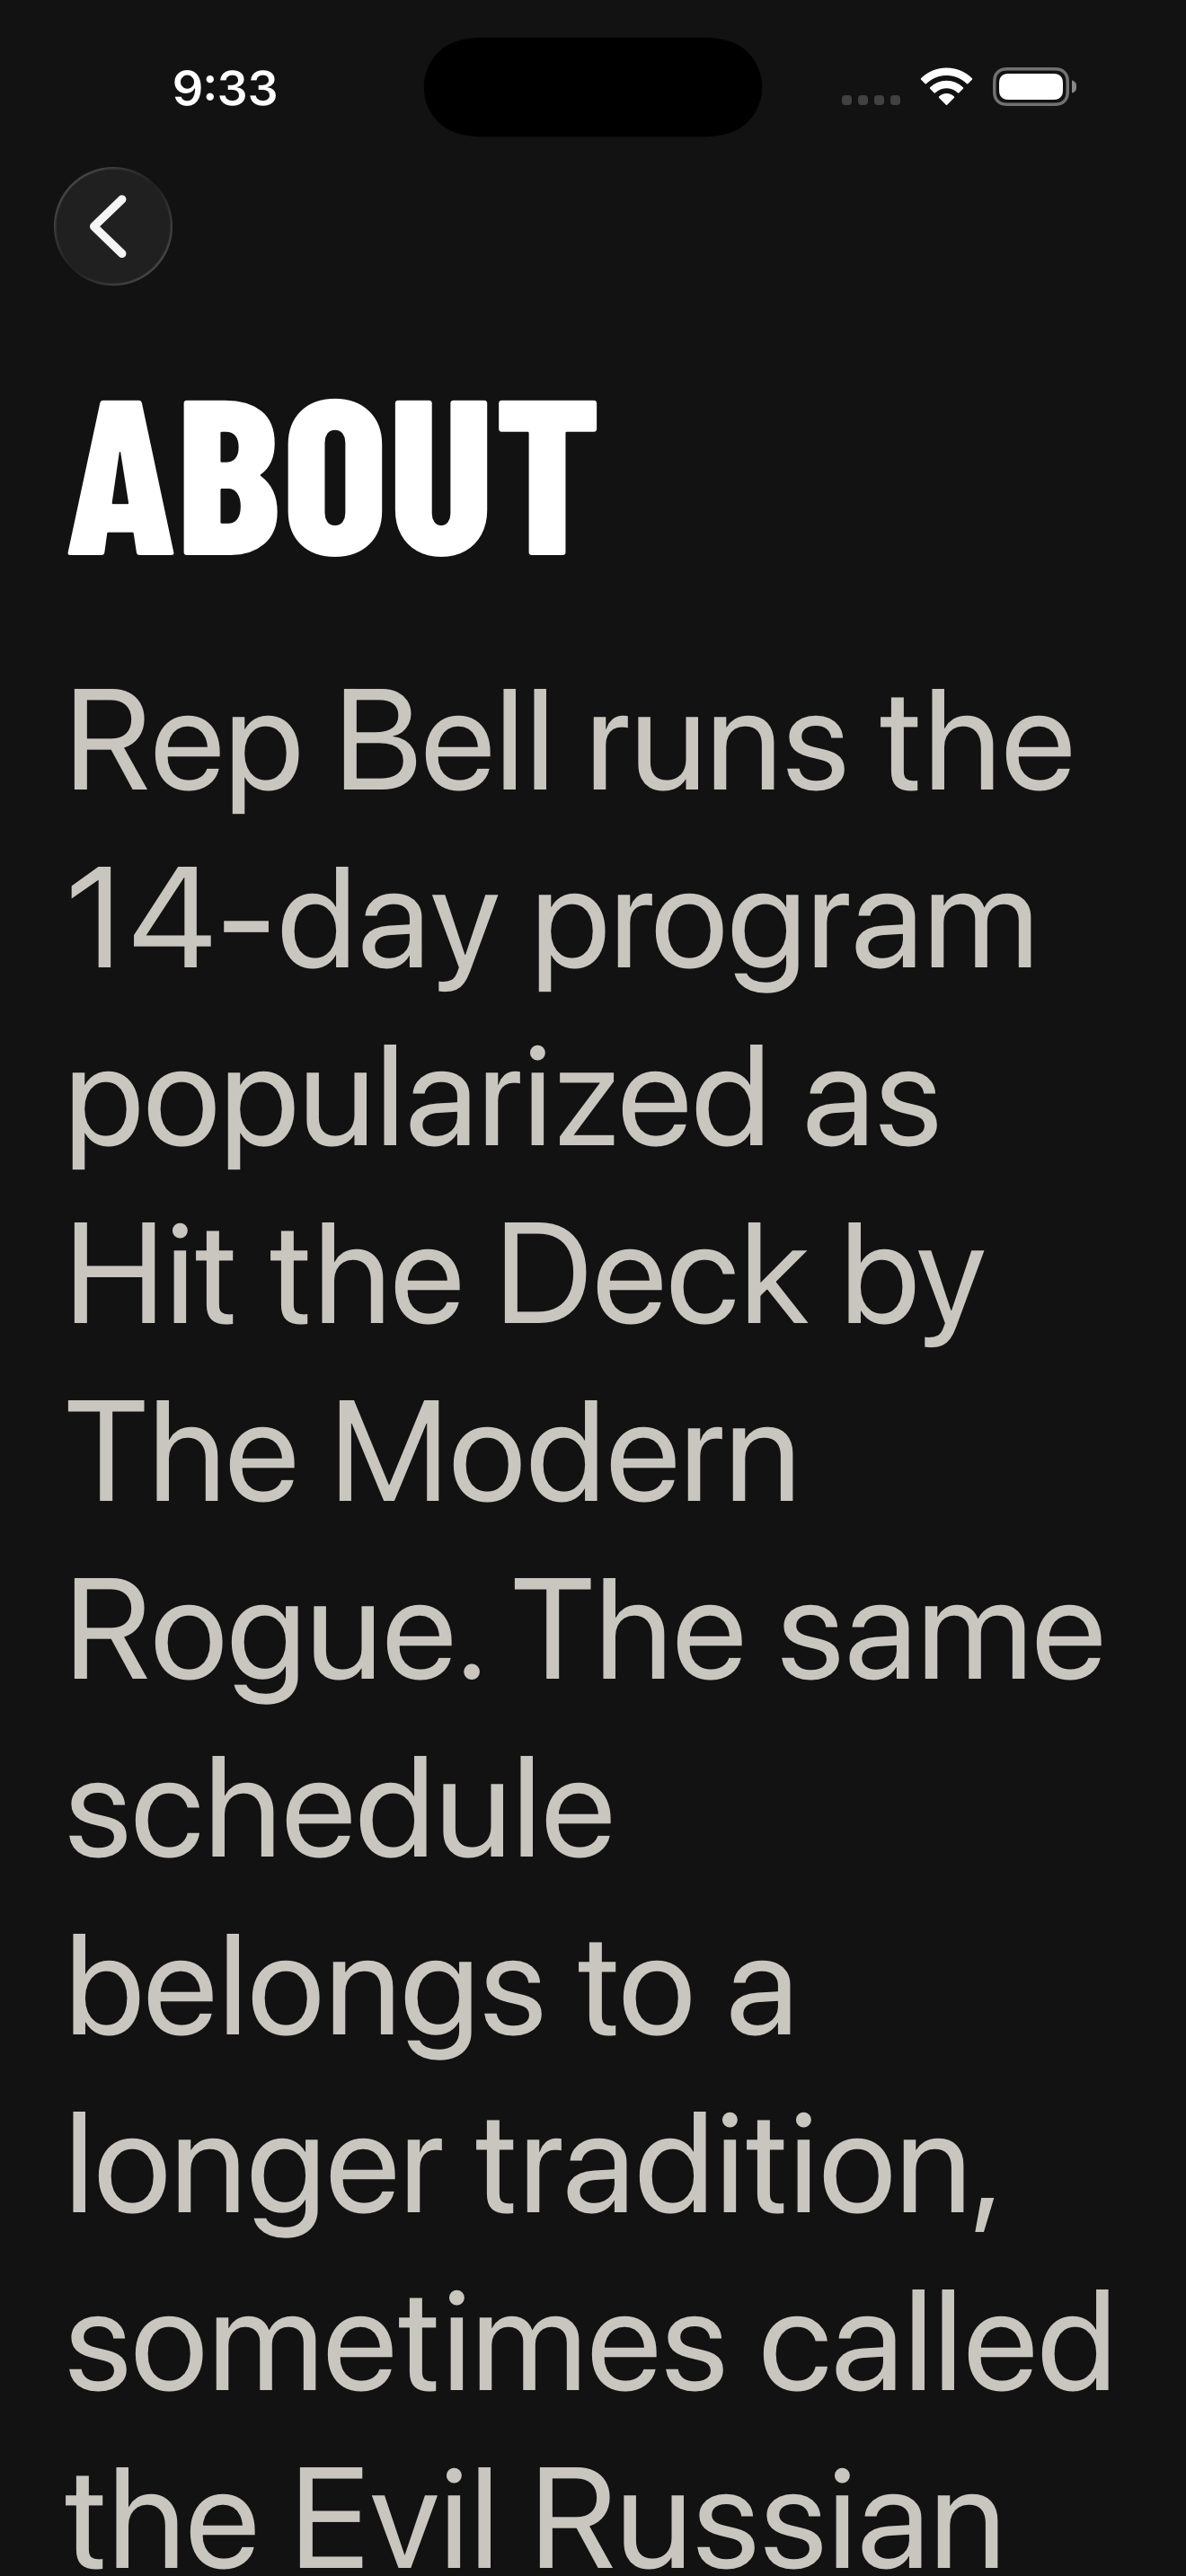 9:33
ABOUT
Rep Bell runs the
14-day program
popularized as
Hit the Deck by
The Modern
Rogue. The same
schedule
belongs to a
longer tradition,
sometimes called
the Evil Russian